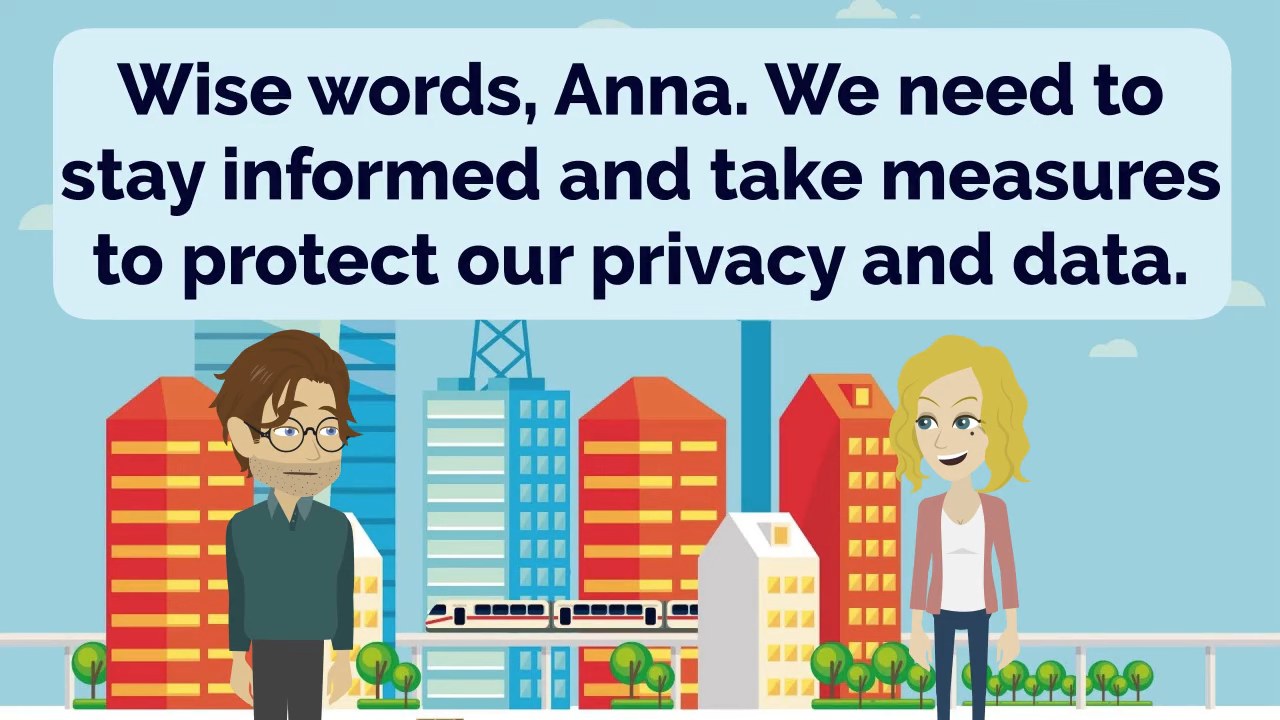 Wise words, Anna. We need to
stay informed and take measures
to protect our privacy and data.